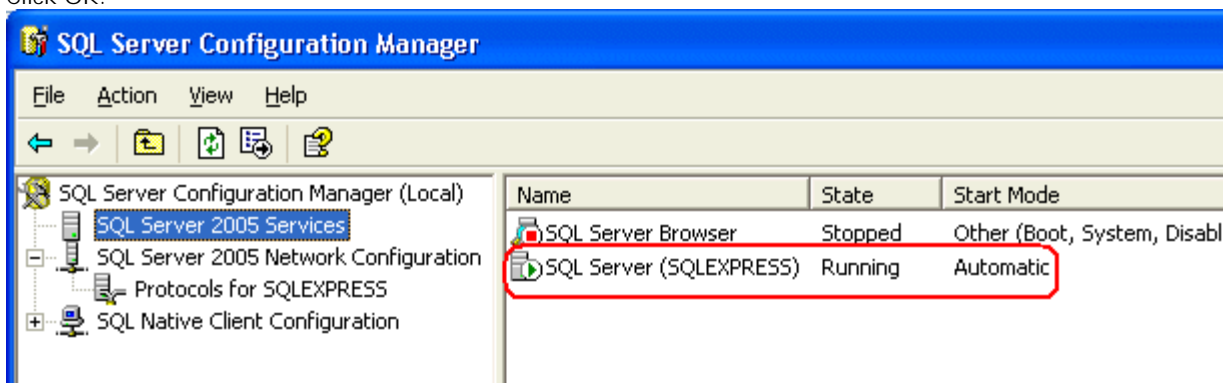 Click OK.
SQL Server Configuration Manager
File Action View Help
SQL Server Configuration Manager (Local)
SQL Server 2005 Services
SQL Server 2005 Network Configuration
Protocols for SQLEXPRESS
SQL Native Client Configuration
Name State Start Mode
SQL Server Browser Stopped Other (Boot, System, Disabl
SQL Server (SQLEXPRESS) Running Automatic